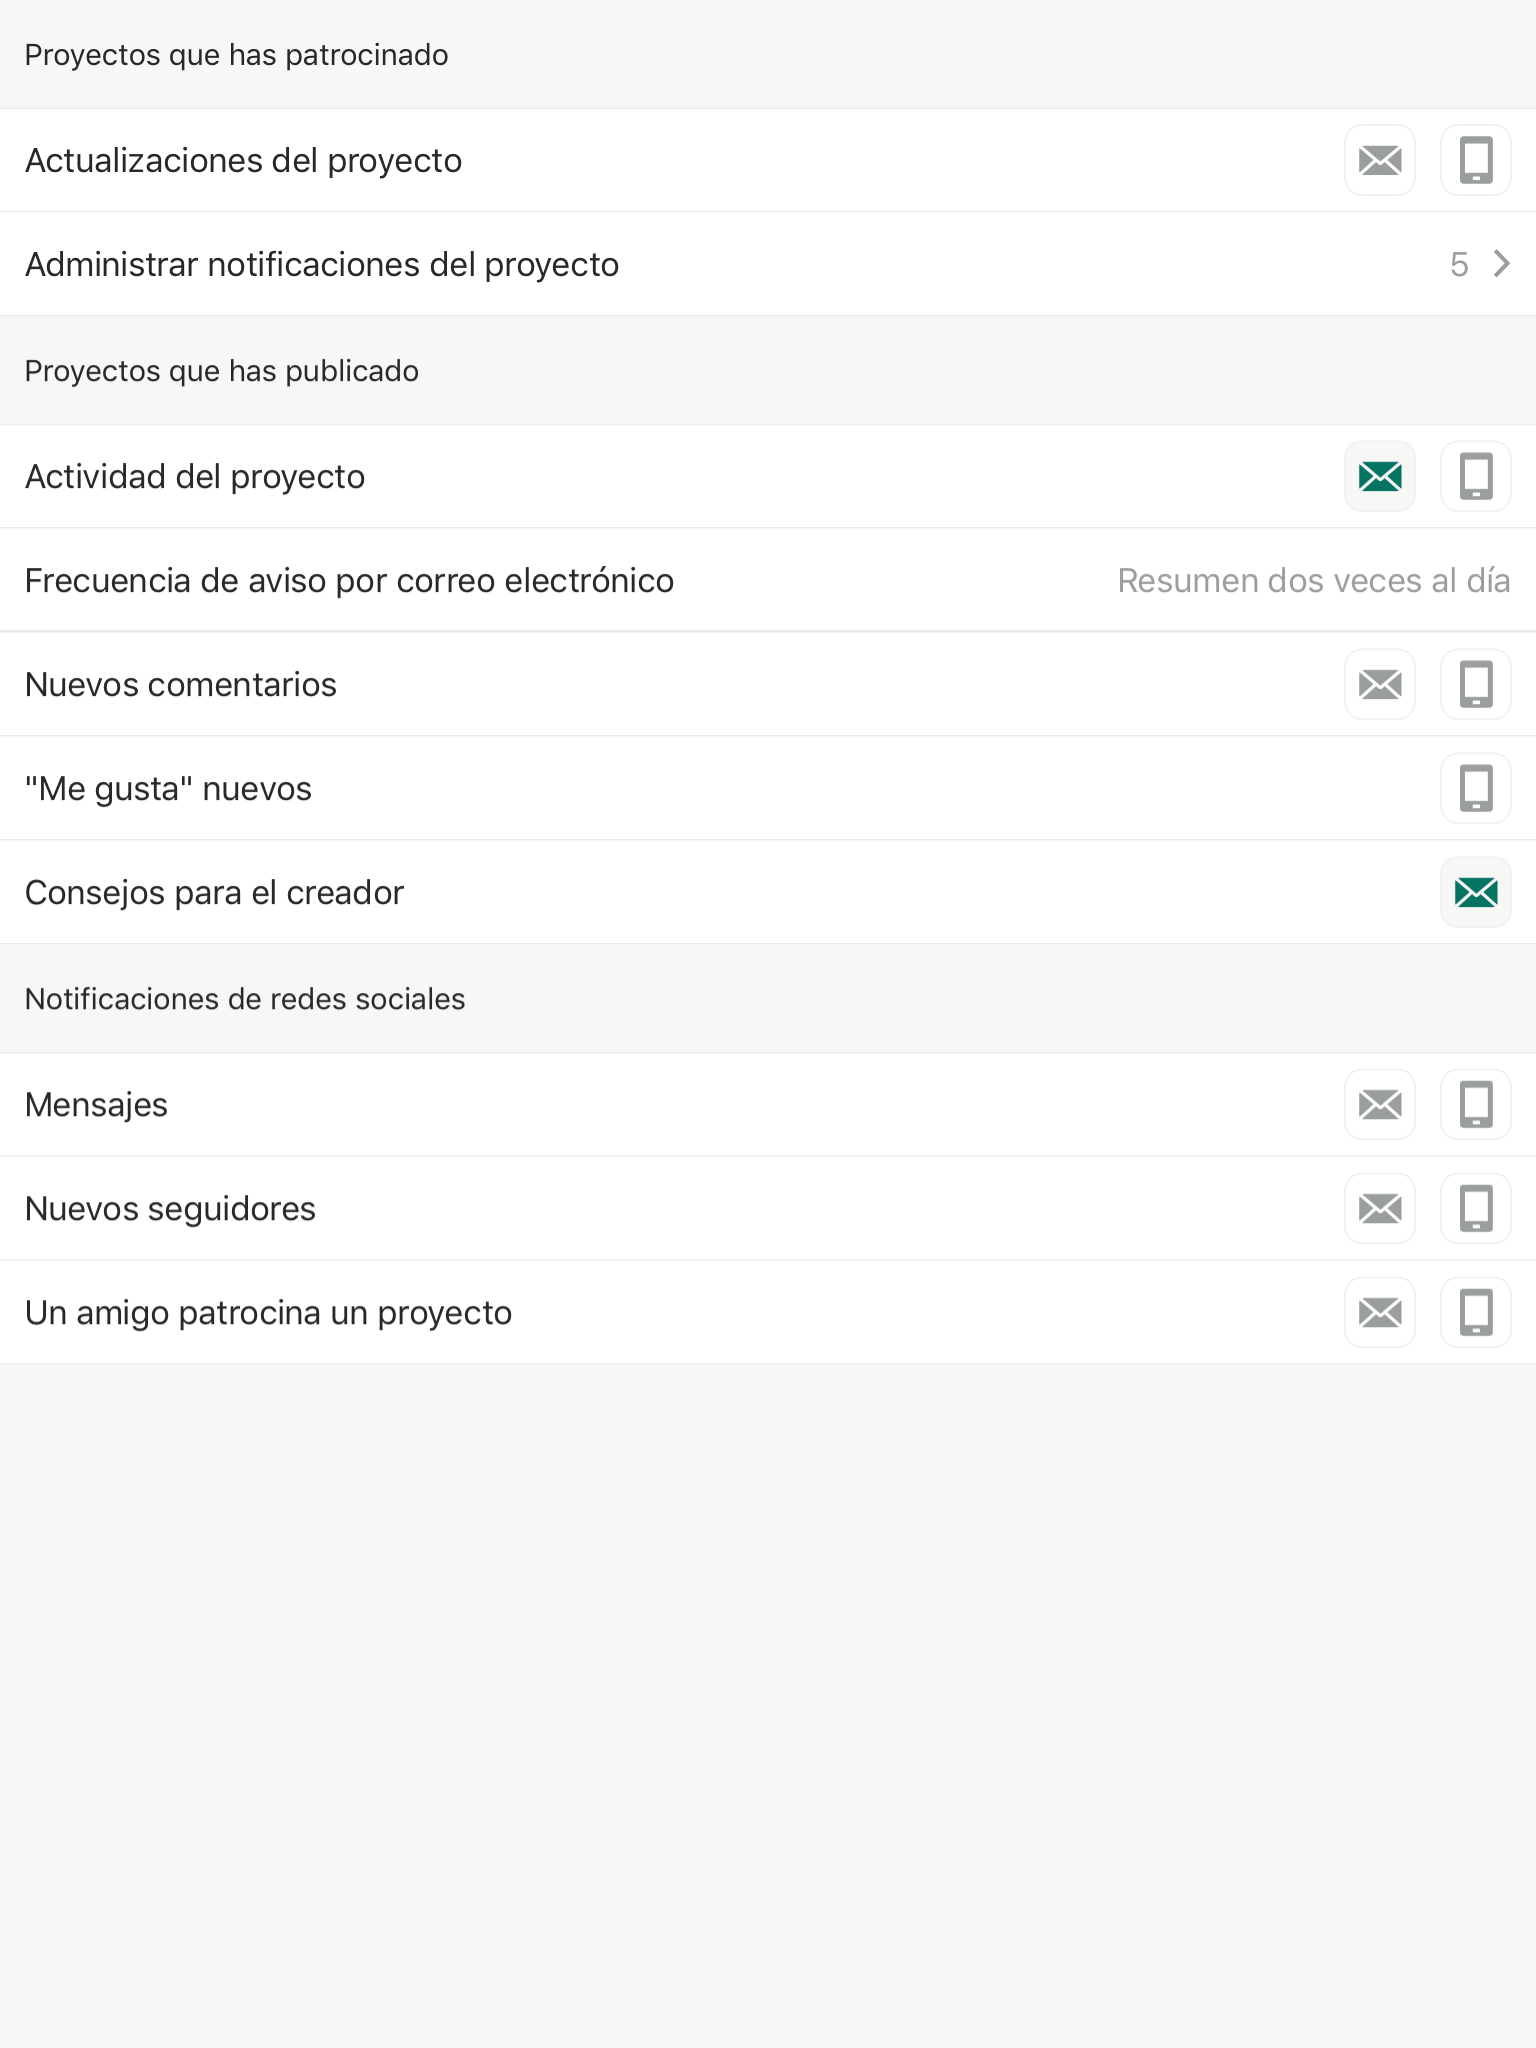 Proyectos que has patrocinado
Actualizaciones del proyecto
Administrar notificaciones del proyecto 5
Proyectos que has publicado
Actividad del proyecto
Frecuencia de aviso por correo electrónico Resumen dos veces al día
Nuevos comentarios
"Me gusta" nuevos
Consejos para el creador
Notificaciones de redes sociales
Mensajes
Nuevos seguidores
Un amigo patrocina un proyecto